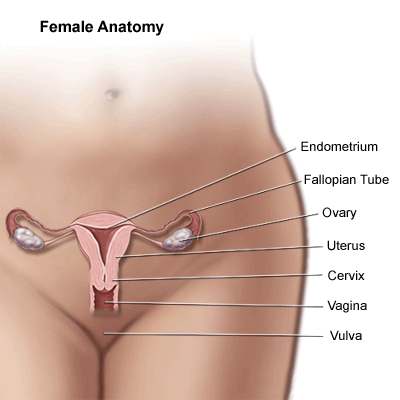 Female Anatomy
Endometrium
Fallopian Tube
Ovary
Uterus
Cervix
Vagina
Vulva